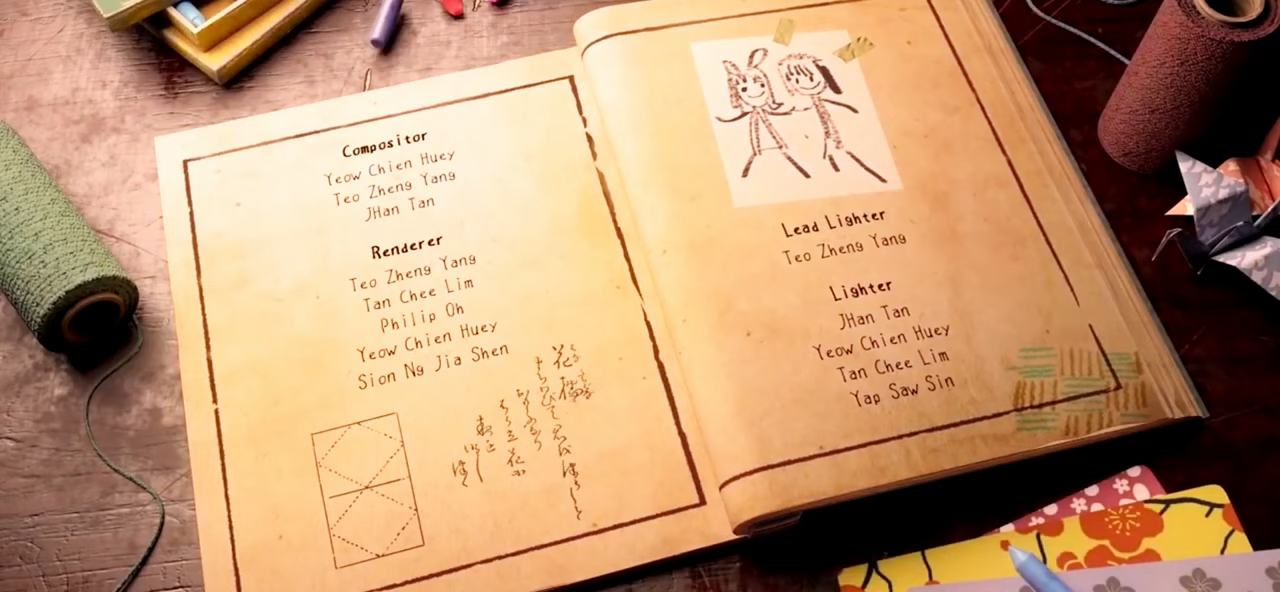 Compositor
Yeow Chien Huey
Teo Zheng Yang
JHan Tan
Renderer
Teo Zheng Yang
Tan Chee Lim
Philip Oh
Yeow Chien Huey
Sion Ng Jia Shen
Lead Lighter
Teo Zheng Yang
Lighter
JHan Tan
Yeow Chien Huey
Tan Chee Lim
Yap Saw Sin